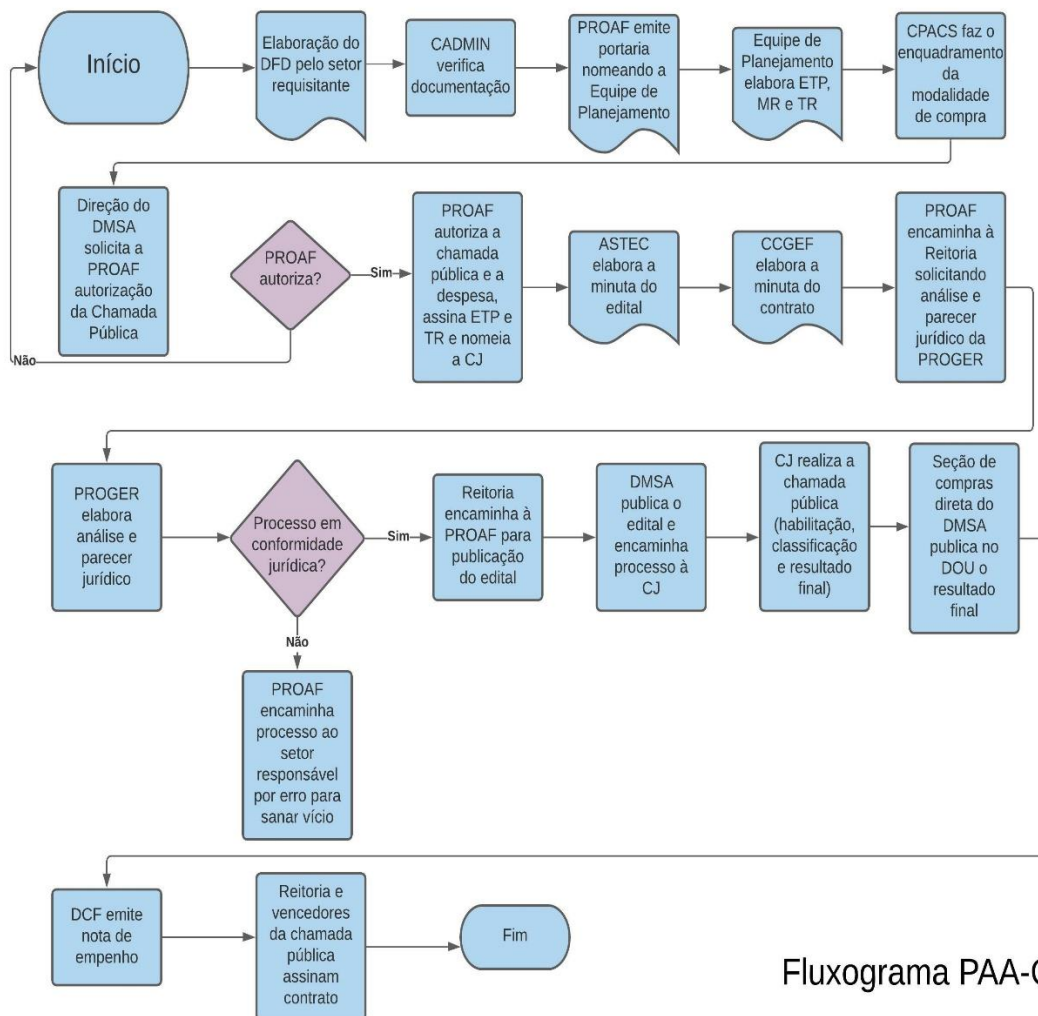 Início
Elaboração do
DFD pelo setor
requisitante
CADMIN
verifica
documentação
PROAF emite
portaria
nomeando a
Equipe de
Planejamento
Equipe de
Planejamento
elabora ETP,
MR e TR
CPACS faz o
enquadramento
da
modalidade
de compra
Direção do
DMSA
solicita a
PROAF
autorização
da Chamada
Pública
PROAF
autoriza?
Sim
Não
PROAF
autoriza a
chamada
pública e a
despesa,
assina ETP e
TR e nomeia
a CJ
ASTEC
elabora a
minuta do
edital
CCGEF
elabora a
minuta do
contrato
PROAF
encaminha à
Reitoria
solicitando
análise e
parecer
jurídico da
PROGER
PROGER
elabora
análise e
parecer
jurídico
Processo em
conformidade
jurídica?
Sim
Não
Reitoria
encaminha à
PROAF para
publicação
do edital
DMSA
publica o
edital e
encaminha
processo à
CJ
CJ realiza a
chamada
pública
(habilitação,
classificação
e resultado
final)
Seção de
compras
direta do
DMSA
publica no
DOU o
resultado
final
PROAF
encaminha
processo ao
setor
responsável
por erro para
sanar vício
DCF emite
nota de
empenho
Reitoria e
vencedores
da chamada
pública
assinam
contrato
Fim
Fluxograma PAA-